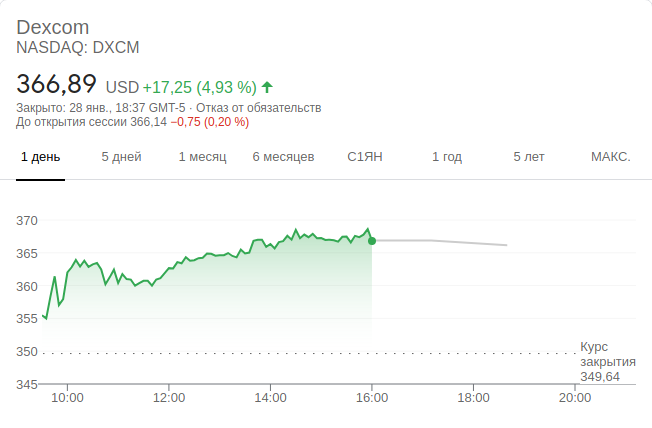 Dexcom
NASDAQ: DXCM
366,89 USD +17,25 (4,93 %)
Закрыто: 28 янв., 18:37 GMT-5 · Отказ от обязательств
До открытия сессии 366,14 −0,75 (0,20 %)
1 день 5 дней 1 месяц 6 месяцев С1ЯН 1 год 5 лет МАКС.
370
365
360
355
350
345
Курс
закрытия
349,64
10:00 12:00 14:00 16:00 18:00 20:00